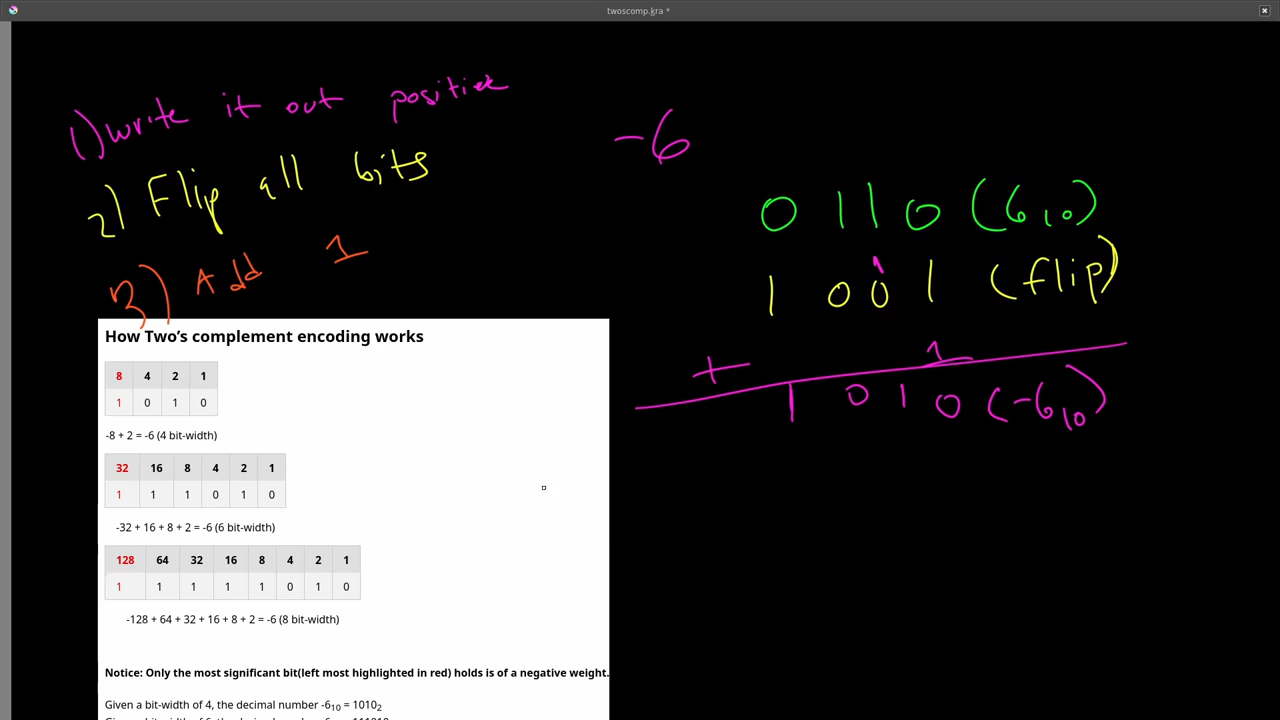 twoscomp.kra *
1) write it out positive
2) Flip all bits
3) Add 1
-6
0 1 1 0 (6₁₀)
1
1 0 0 1 (flip)
+ 1
1 0 1 0 (-6₁₀)
How Two's complement encoding works
8 4 2 1
1 0 1 0
-8 + 2 = -6 (4 bit-width)
32 16 8 4 2 1
1 1 1 0 1 0
-32 + 16 + 8 + 2 = -6 (6 bit-width)
128 64 32 16 8 4 2 1
1 1 1 1 1 0 1 0
-128 + 64 + 32 + 16 + 8 + 2 = -6 (8 bit-width)
Notice: Only the most significant bit(left most highlighted in red) holds is of a negative weight.
Given a bit-width of 4, the decimal number -6₁₀ = 1010₂